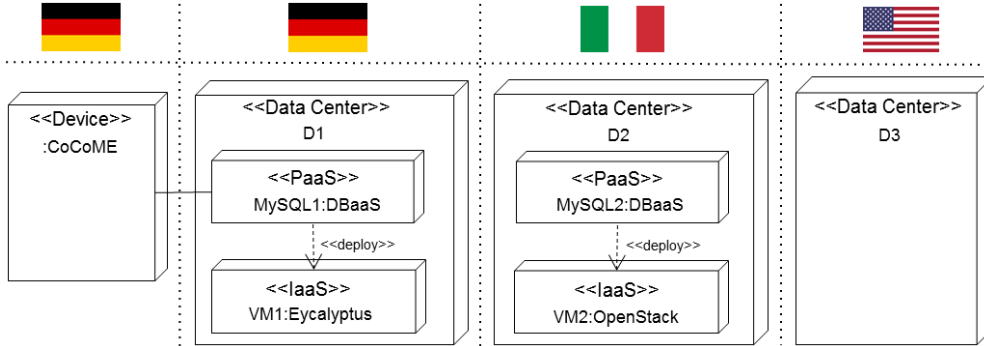 <<Device>>
:CoCoME
<<Data Center>>
D1
<<PaaS>>
MySQL1:DBaaS
<<deploy>>
<<IaaS>>
VM1:Eycalyptus
<<Data Center>>
D2
<<PaaS>>
MySQL2:DBaaS
<<deploy>>
<<IaaS>>
VM2:OpenStack
<<Data Center>>
D3